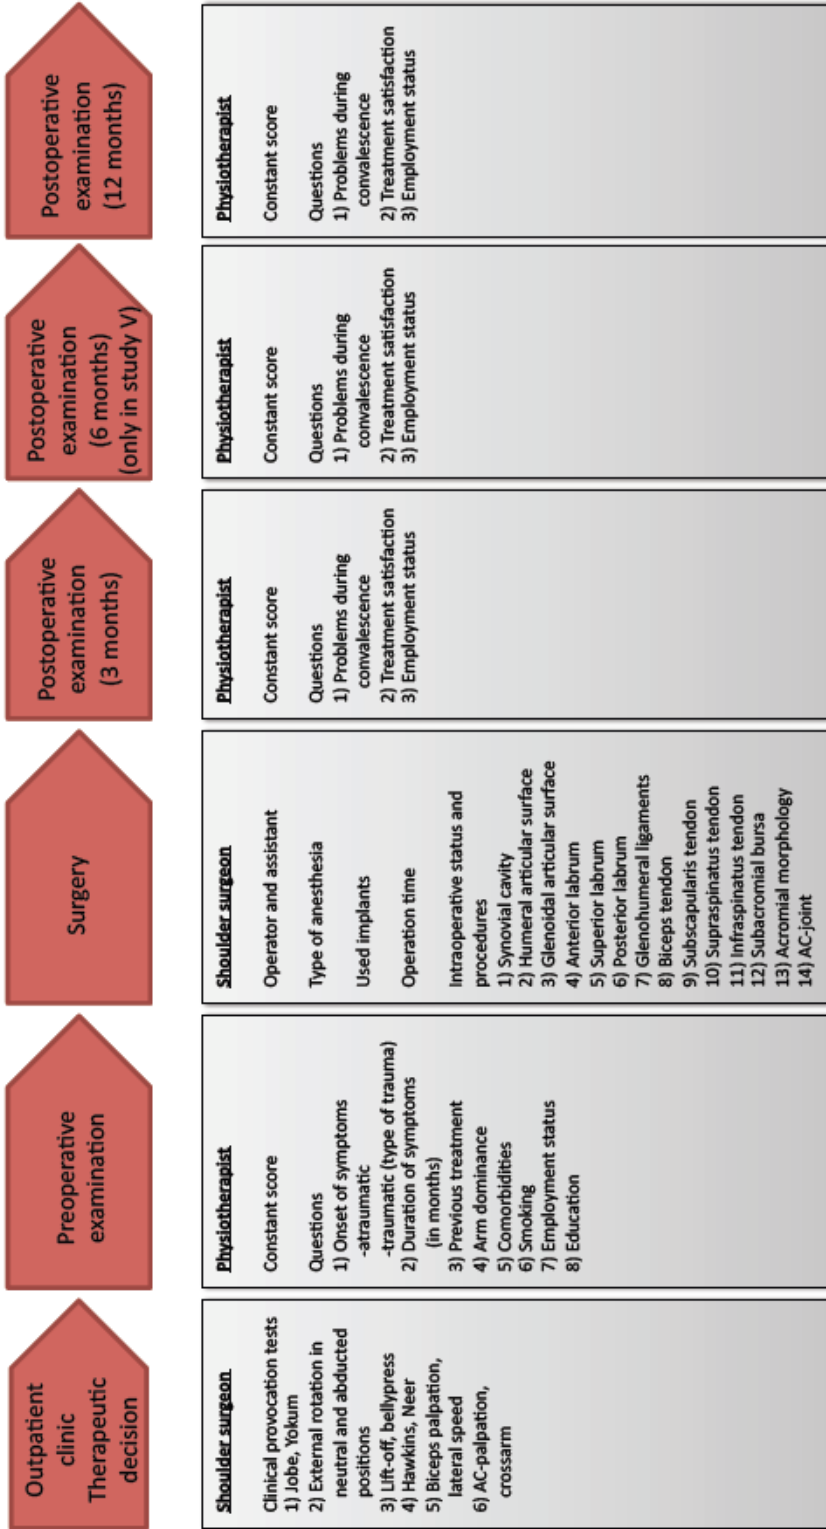 Outpatient
clinic
Therapeutic
decision
Shoulder surgeon
Clinical provocation tests
1) Jobe, Yokum
2) External rotation in
neutral and abducted
positions
3) Lift-off, bellypress
4) Hawkins, Neer
5) Biceps palpation,
lateral speed
6) AC-palpation,
crossarm
Preoperative
examination
Physiotherapist
Constant score
Questions
1) Onset of symptoms
-atraumatic
-traumatic (type of trauma)
2) Duration of symptoms
(in months)
3) Previous treatment
4) Arm dominance
5) Comorbidities
6) Smoking
7) Employment status
8) Education
Surgery
Shoulder surgeon
Operator and assistant
Type of anesthesia
Used implants
Operation time
Intraoperative status and
procedures
1) Synovial cavity
2) Humeral articular surface
3) Glenoidal articular surface
4) Anterior labrum
5) Superior labrum
6) Posterior labrum
7) Glenohumeral ligaments
8) Biceps tendon
9) Subscapularis tendon
10) Supraspinatus tendon
11) Infraspinatus tendon
12) Subacromial bursa
13) Acromial morphology
14) AC-joint
Postoperative
examination
(3 months)
Physiotherapist
Constant score
Questions
1) Problems during
convalescence
2) Treatment satisfaction
3) Employment status
Postoperative
examination
(6 months)
(only in study V)
Physiotherapist
Constant score
Questions
1) Problems during
convalescence
2) Treatment satisfaction
3) Employment status
Postoperative
examination
(12 months)
Physiotherapist
Constant score
Questions
1) Problems during
convalescence
2) Treatment satisfaction
3) Employment status